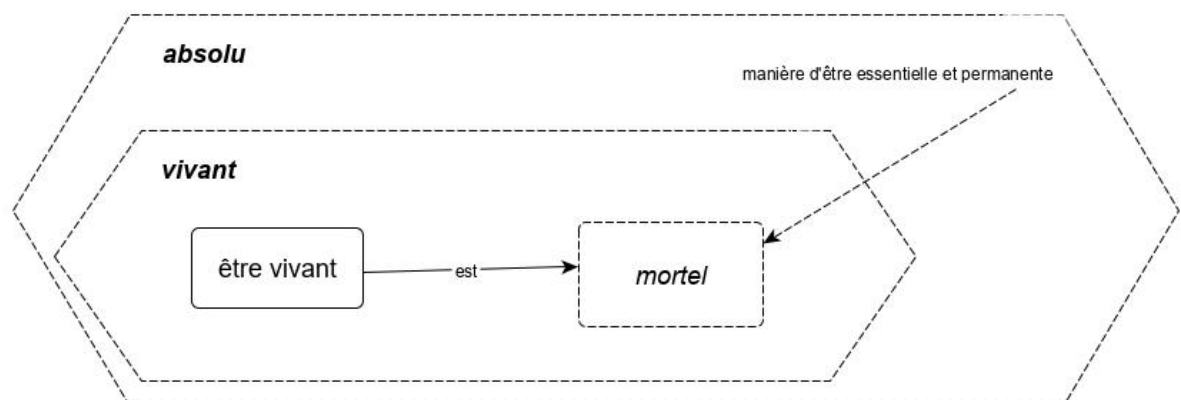 absolu
manière d'être essentielle et permanente
vivant
être vivant
est
mortel